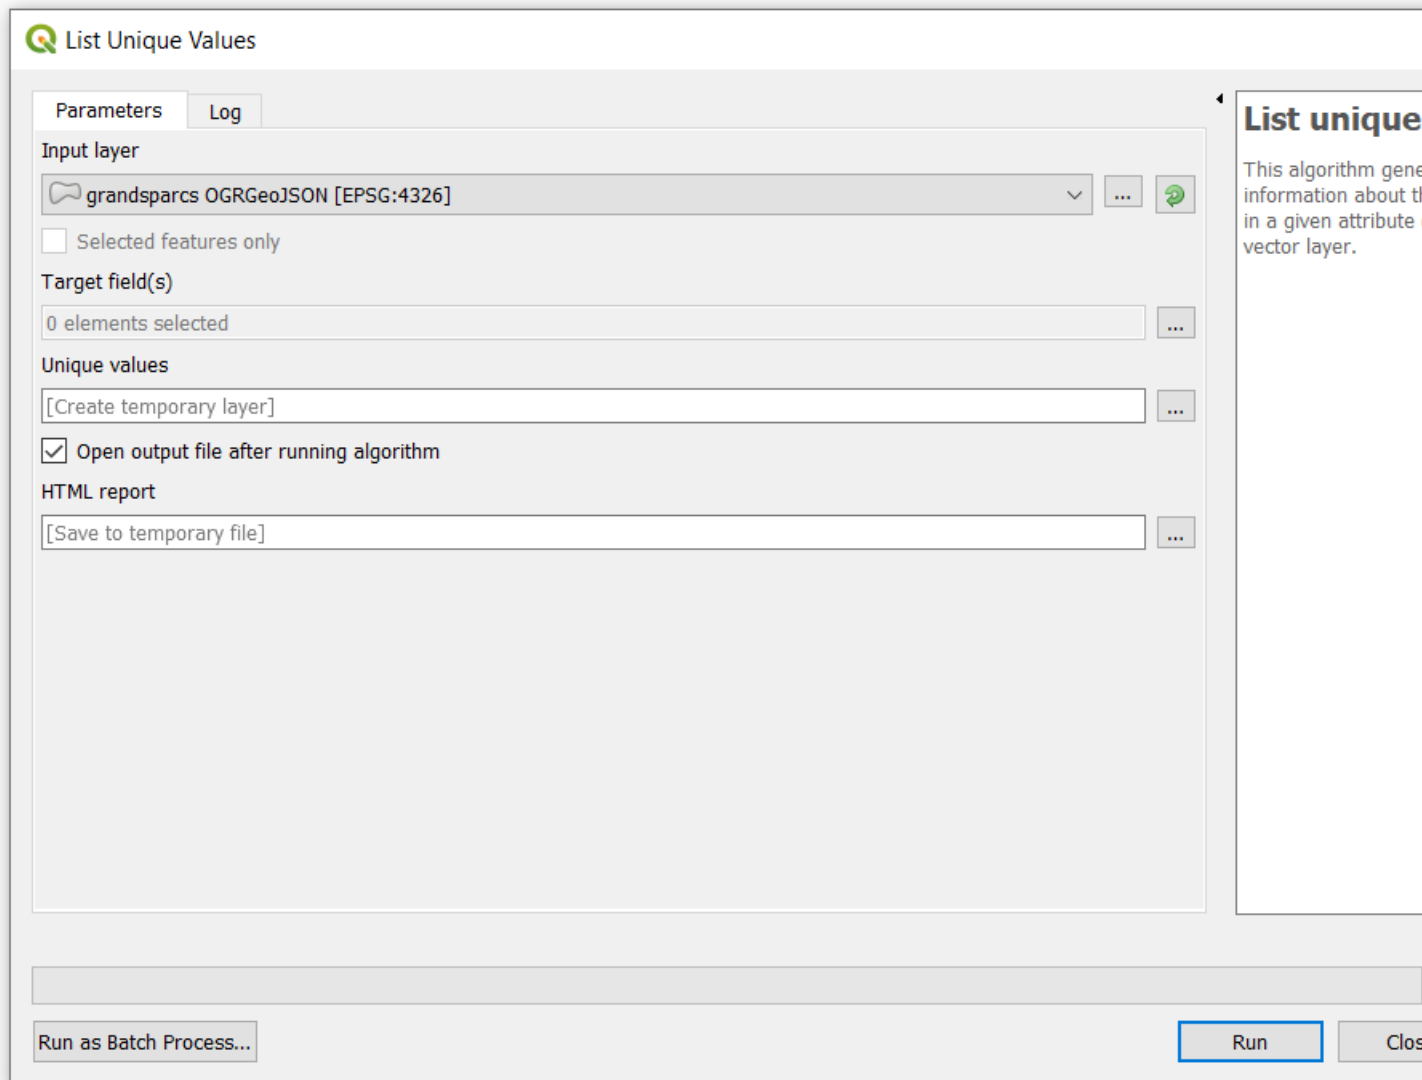 List Unique Values
Parameters
Log
Input layer
grandsparcs OGRGeoJSON [EPSG:4326]
...
Selected features only
Target field(s)
0 elements selected
...
Unique values
[Create temporary layer]
...
Open output file after running algorithm
HTML report
[Save to temporary file]
...
List unique
This algorithm gene
information about th
in a given attribute
vector layer.
Run as Batch Process...
Run
Clos